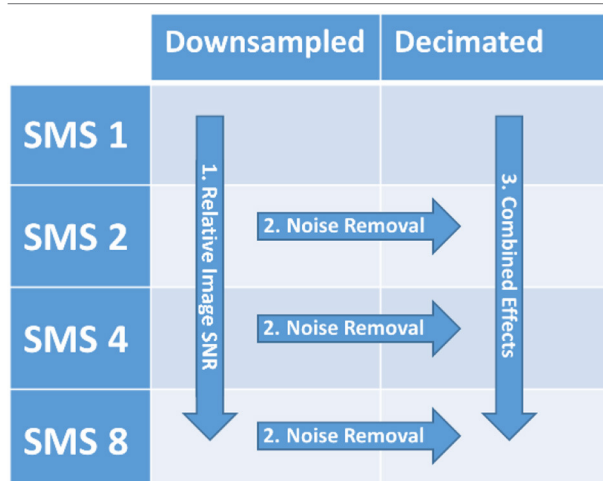 Downsampled Decimated
SMS 1
1. Relative Image SNR
3. Combined Effects
SMS 2
2. Noise Removal
SMS 4
2. Noise Removal
SMS 8
2. Noise Removal